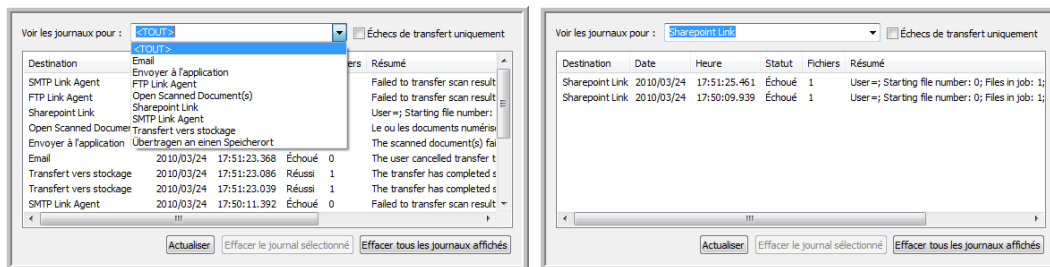 Voir les journaux pour : <TOUT> Échecs de transfert uniquement
<TOUT>
Email
Envoyer à l'application
FTP Link Agent
Open Scanned Document(s)
Sharepoint Link
SMTP Link Agent
Transfert vers stockage
Übertragen an einen Speicherort
Destination ers Résumé
SMTP Link Agent Failed to transfer scan result
FTP Link Agent Failed to transfer scan result
Sharepoint Link User=; Starting file number:
Open Scanned Docume Le ou les documents numérise
Envoyer à l'application The scanned document(s) fai
Email 2010/03/24 17:51:23.368 Échoué 0 The user cancelled transfer t
Transfert vers stockage 2010/03/24 17:51:23.086 Réussi 1 The transfer has completed s
Transfert vers stockage 2010/03/24 17:51:23.039 Réussi 1 The transfer has completed s
SMTP Link Agent 2010/03/24 17:50:11.392 Échoué 0 Failed to transfer scan result
Actualiser Effacer le journal sélectionné Effacer tous les journaux affichés
Voir les journaux pour : Sharepoint Link Échecs de transfert uniquement
Destination Date Heure Statut Fichiers Résumé
Sharepoint Link 2010/03/24 17:51:25.461 Échoué 1 User=; Starting file number: 0; Files in job: 1;
Sharepoint Link 2010/03/24 17:50:09.939 Échoué 1 User=; Starting file number: 0; Files in job: 1;
Actualiser Effacer le journal sélectionné Effacer tous les journaux affichés